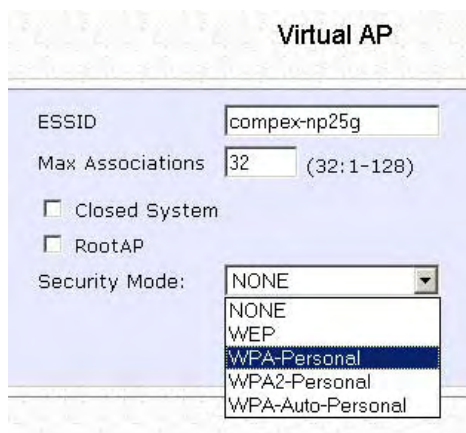 Virtual AP
ESSID compex-np25g
Max Associations 32 (32:1-128)
Closed System
RootAP
Security Mode: NONE
NONE
WEP
WPA-Personal
WPA2-Personal
WPA-Auto-Personal